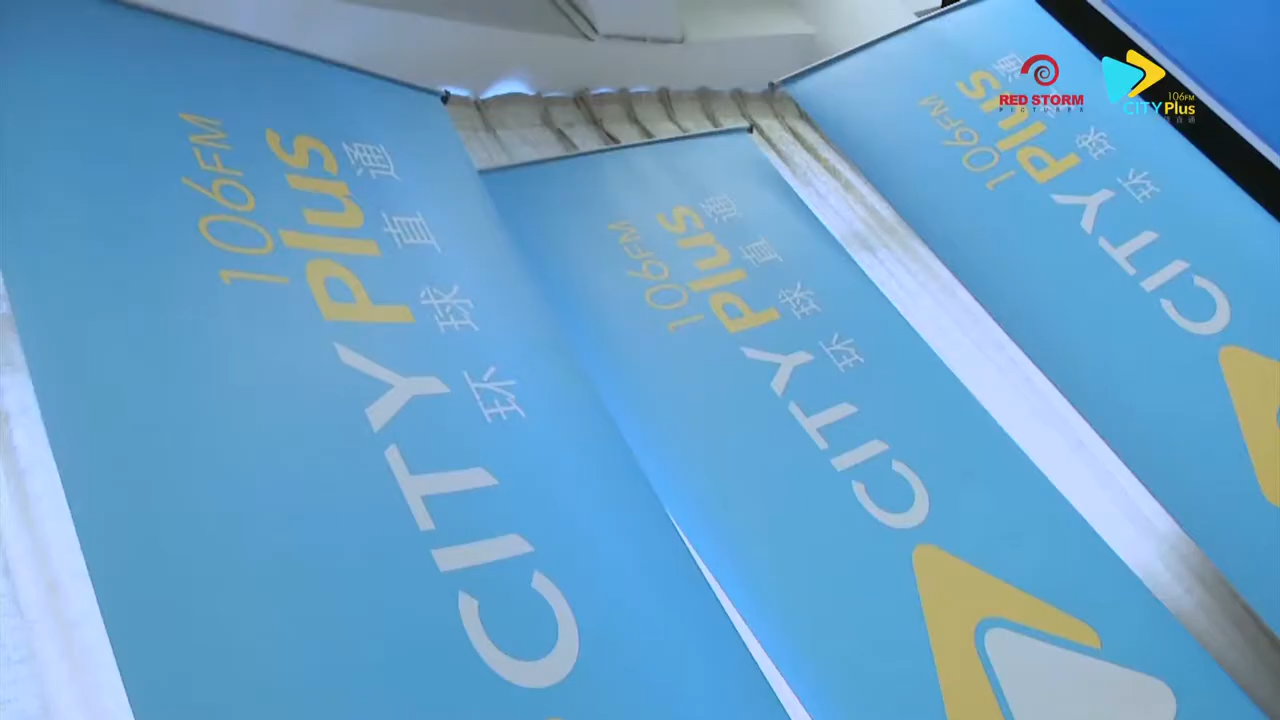 106FM
CITY Plus
环球直通
106FM
CITY Plus
环球直通
106FM
CITY Plus
环球通
RED STORM
PICTURES
106FM
CITY Plus